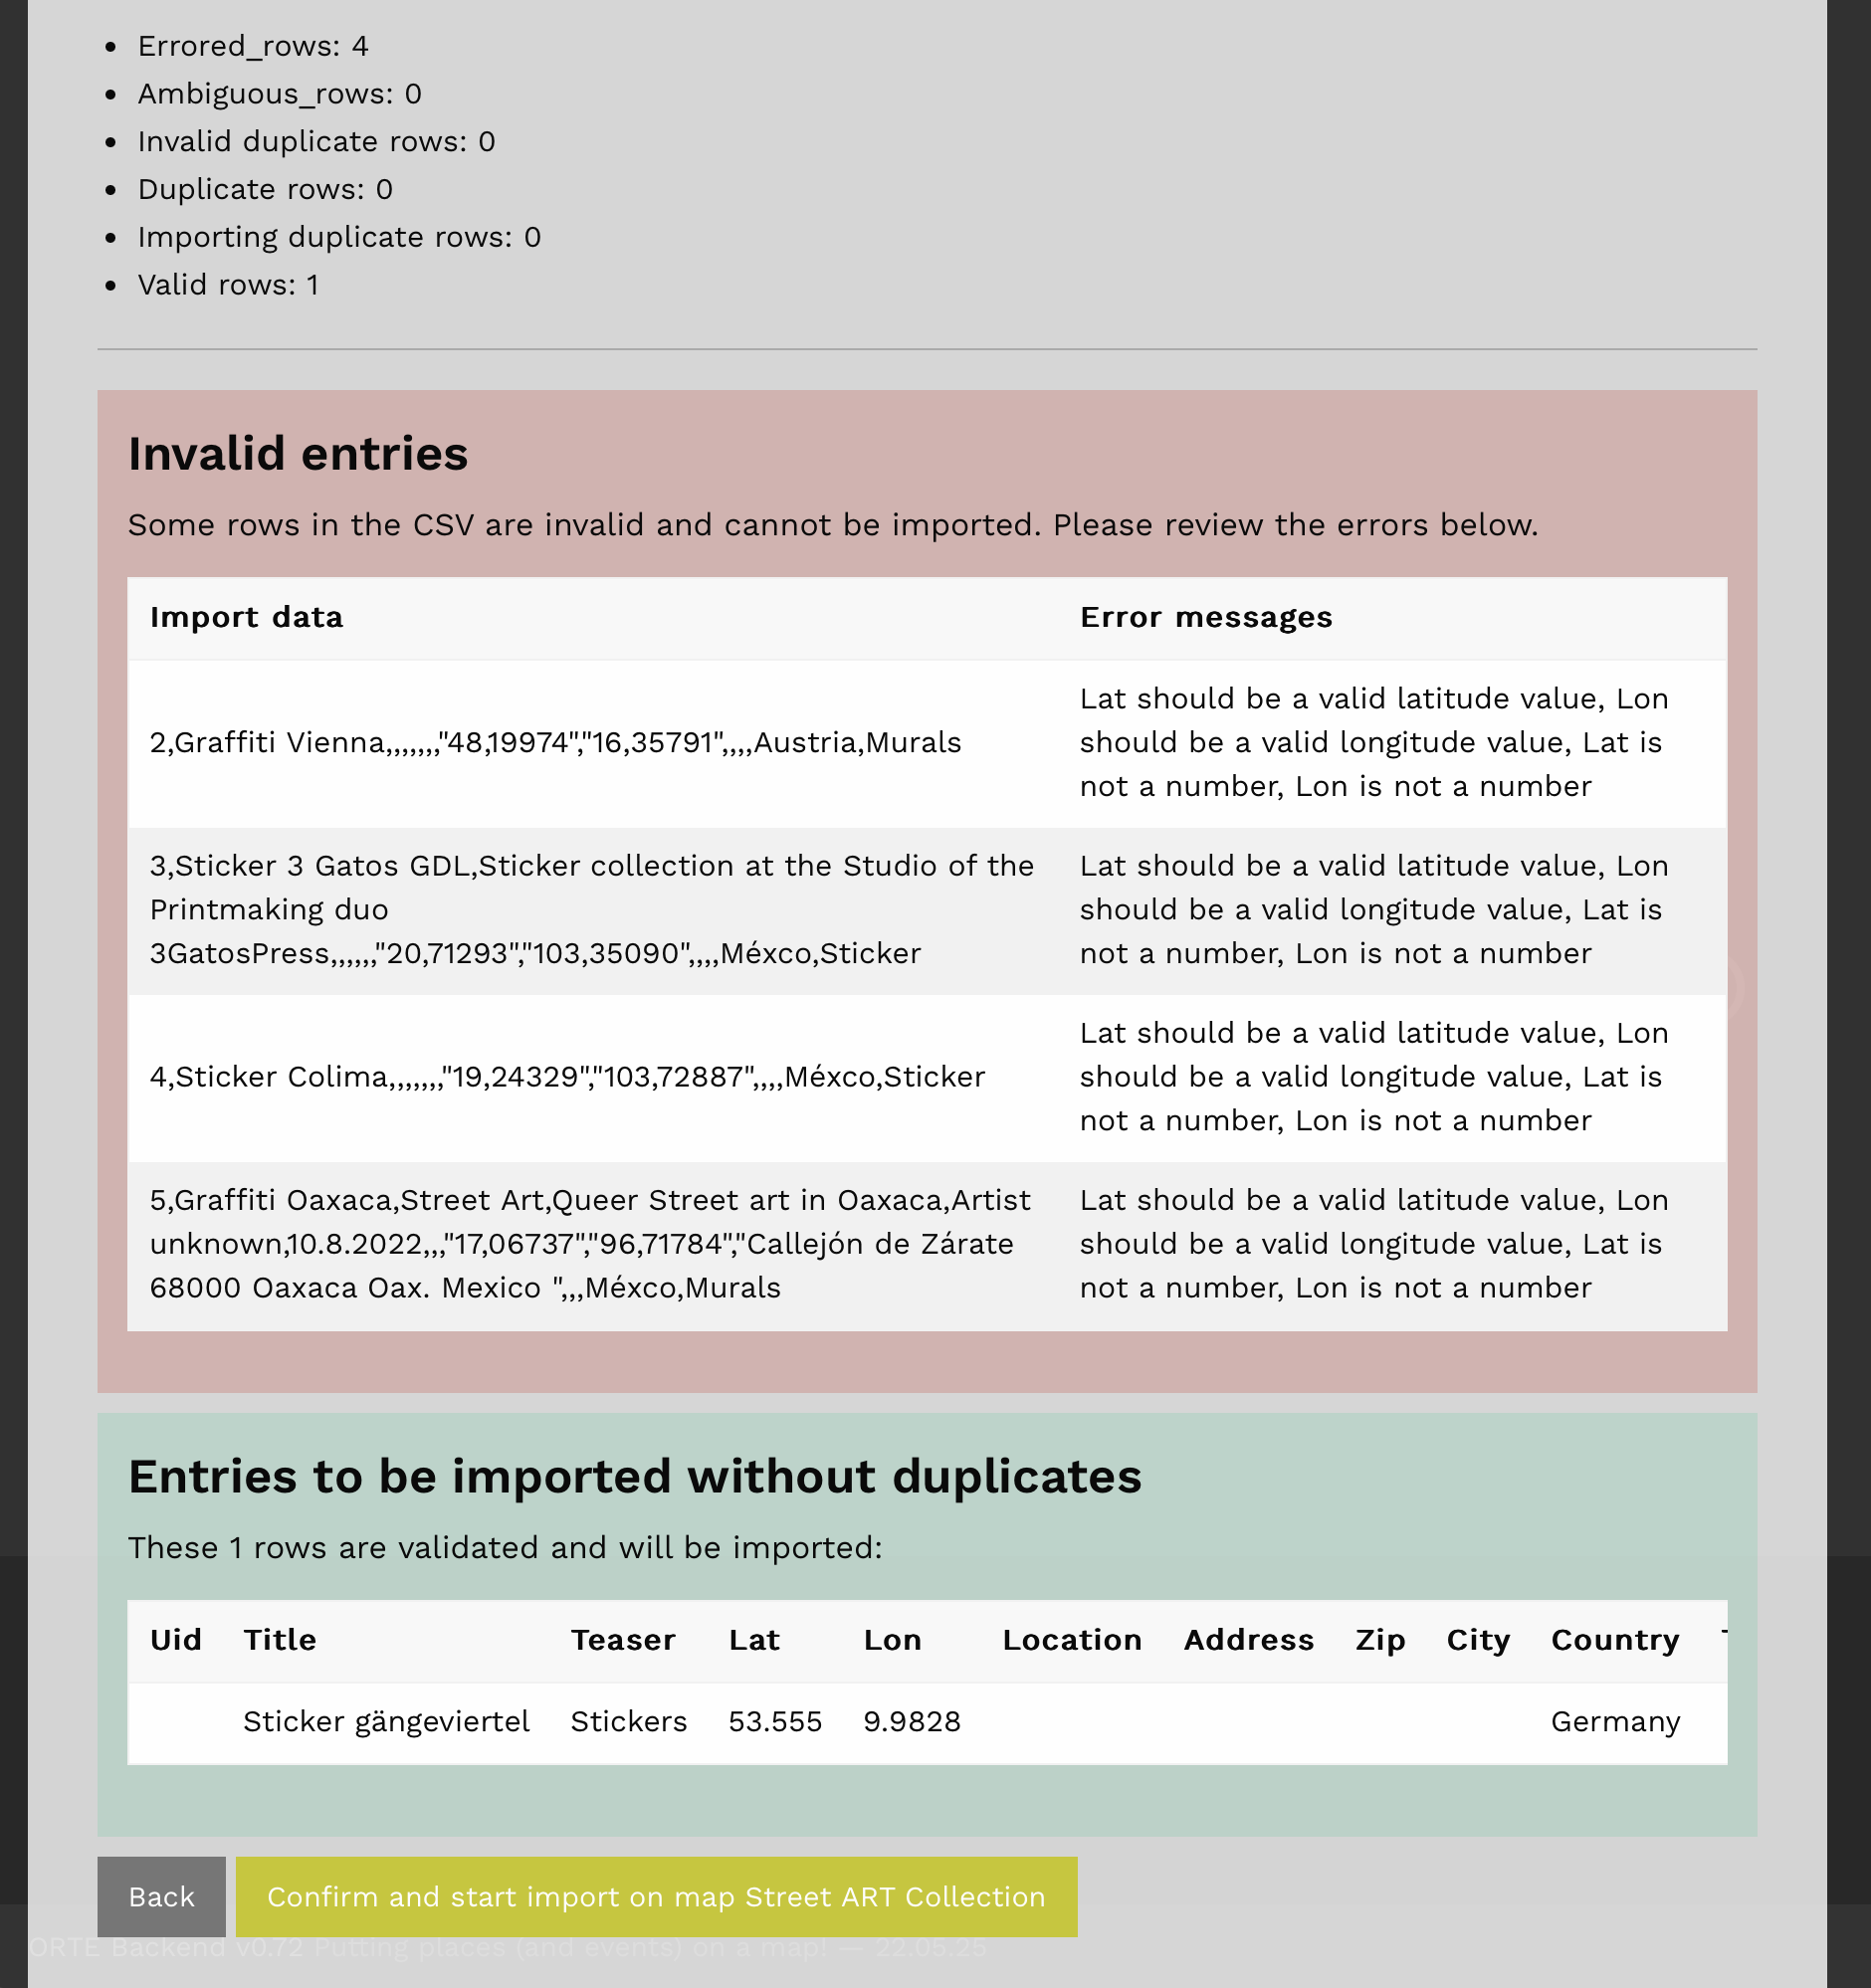 Errored_rows: 4
Ambiguous_rows: 0
Invalid duplicate rows: 0
Duplicate rows: 0
Importing duplicate rows: 0
Valid rows: 1
Invalid entries
Some rows in the CSV are invalid and cannot be imported. Please review the errors below.
Import data Error messages
2,Graffiti Vienna,,,,,,,"48,19974","16,35791",,,,Austria,Murals
Lat should be a valid latitude value, Lon
should be a valid longitude value, Lat is
not a number, Lon is not a number
3,Sticker 3 Gatos GDL,Sticker collection at the Studio of the
Printmaking duo
3GatosPress,,,,,,"20,71293","103,35090",,,,Méxco,Sticker
Lat should be a valid latitude value, Lon
should be a valid longitude value, Lat is
not a number, Lon is not a number
4,Sticker Colima,,,,,,,"19,24329","103,72887",,,,Méxco,Sticker
Lat should be a valid latitude value, Lon
should be a valid longitude value, Lat is
not a number, Lon is not a number
5,Graffiti Oaxaca,Street Art,Queer Street art in Oaxaca,Artist
unknown,10.8.2022,,,"17,06737","96,71784","Callejón de Zárate
68000 Oaxaca Oax. Mexico ",,,Méxco,Murals
Lat should be a valid latitude value, Lon
should be a valid longitude value, Lat is
not a number, Lon is not a number
Entries to be imported without duplicates
These 1 rows are validated and will be imported:
Uid Title Teaser Lat Lon Location Address Zip City Country
Sticker gängeviertel Stickers 53.555 9.9828 Germany
Back Confirm and start import on map Street ART Collection
ORTE Backend v0.72 Putting places (and events) on a map! — 22.05.25